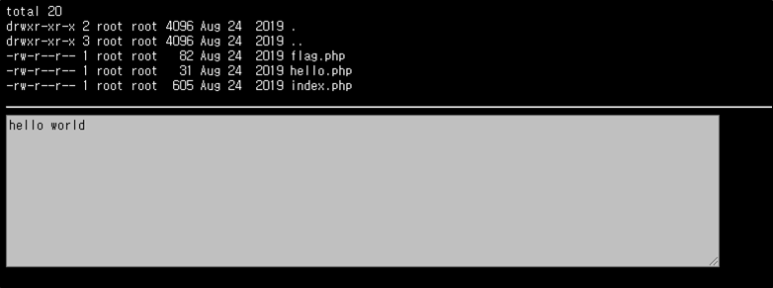 total 20
drwxr-xr-x 2 root root 4096 Aug 24  2019 .
drwxr-xr-x 3 root root 4096 Aug 24  2019 ..
-rw-r--r-- 1 root root   82 Aug 24  2019 flag.php
-rw-r--r-- 1 root root   31 Aug 24  2019 hello.php
-rw-r--r-- 1 root root  605 Aug 24  2019 index.php
hello world